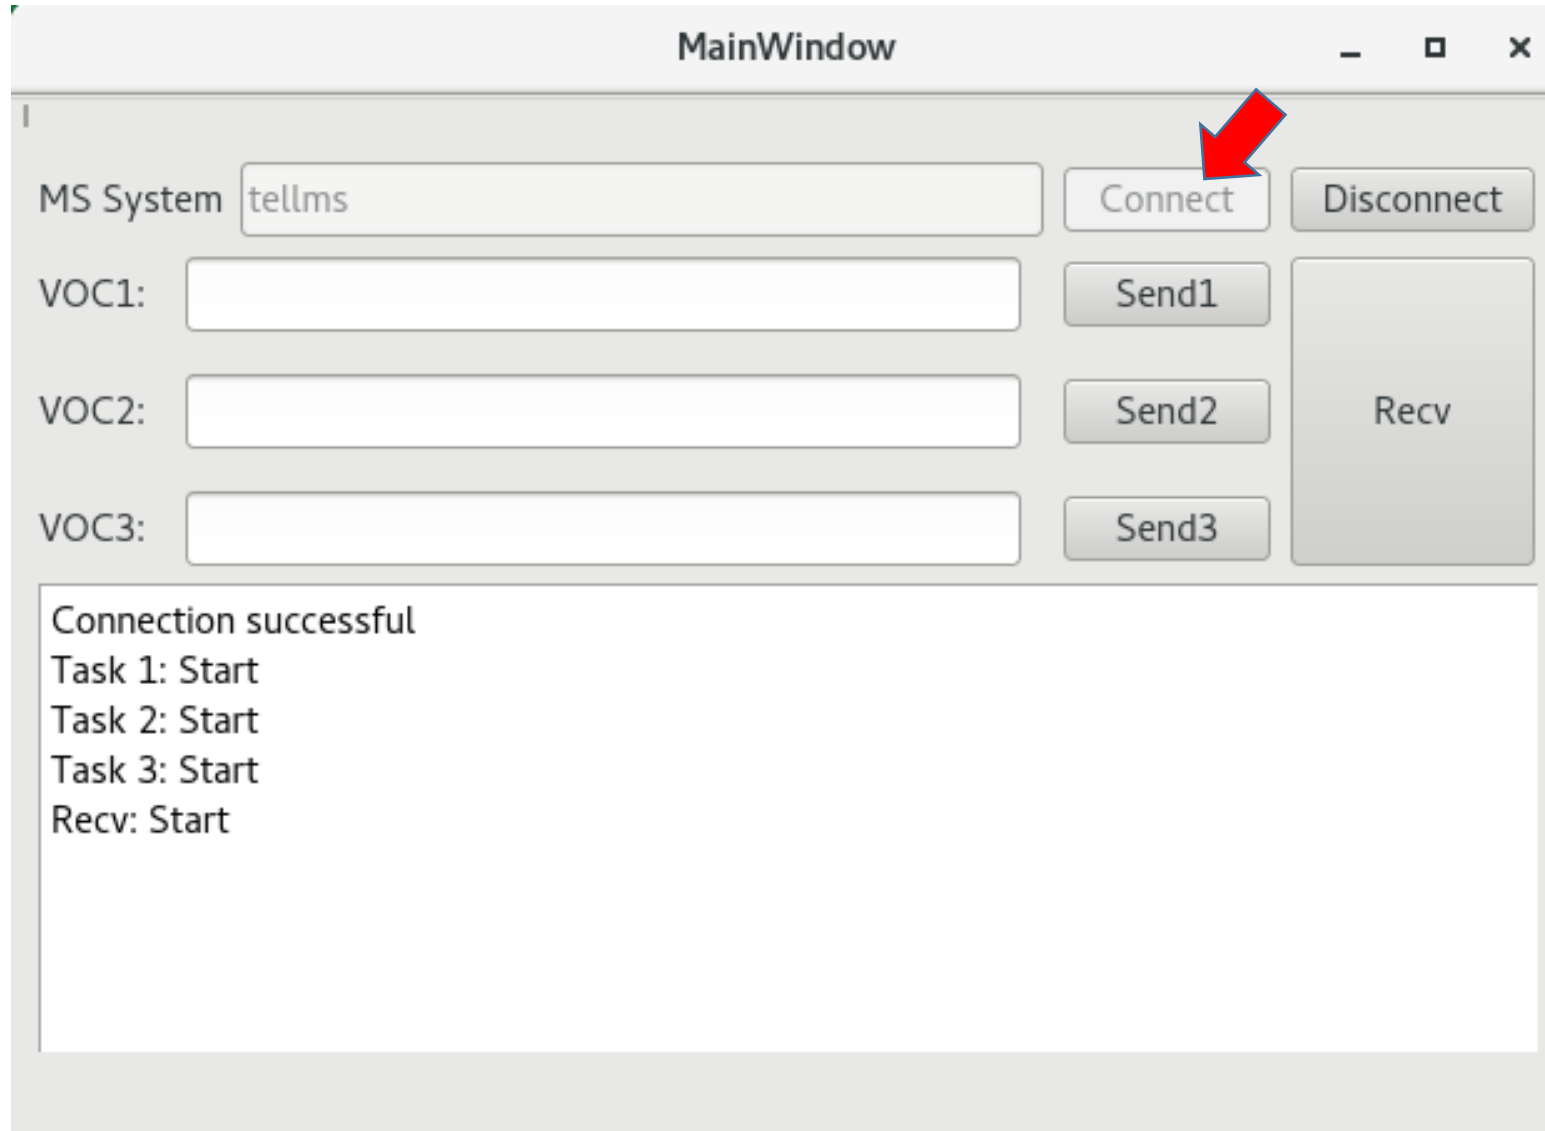 MainWindow
MS System tellms Connect Disconnect
VOC1: Send1
VOC2: Send2 Recv
VOC3: Send3
Connection successful
Task 1: Start
Task 2: Start
Task 3: Start
Recv: Start